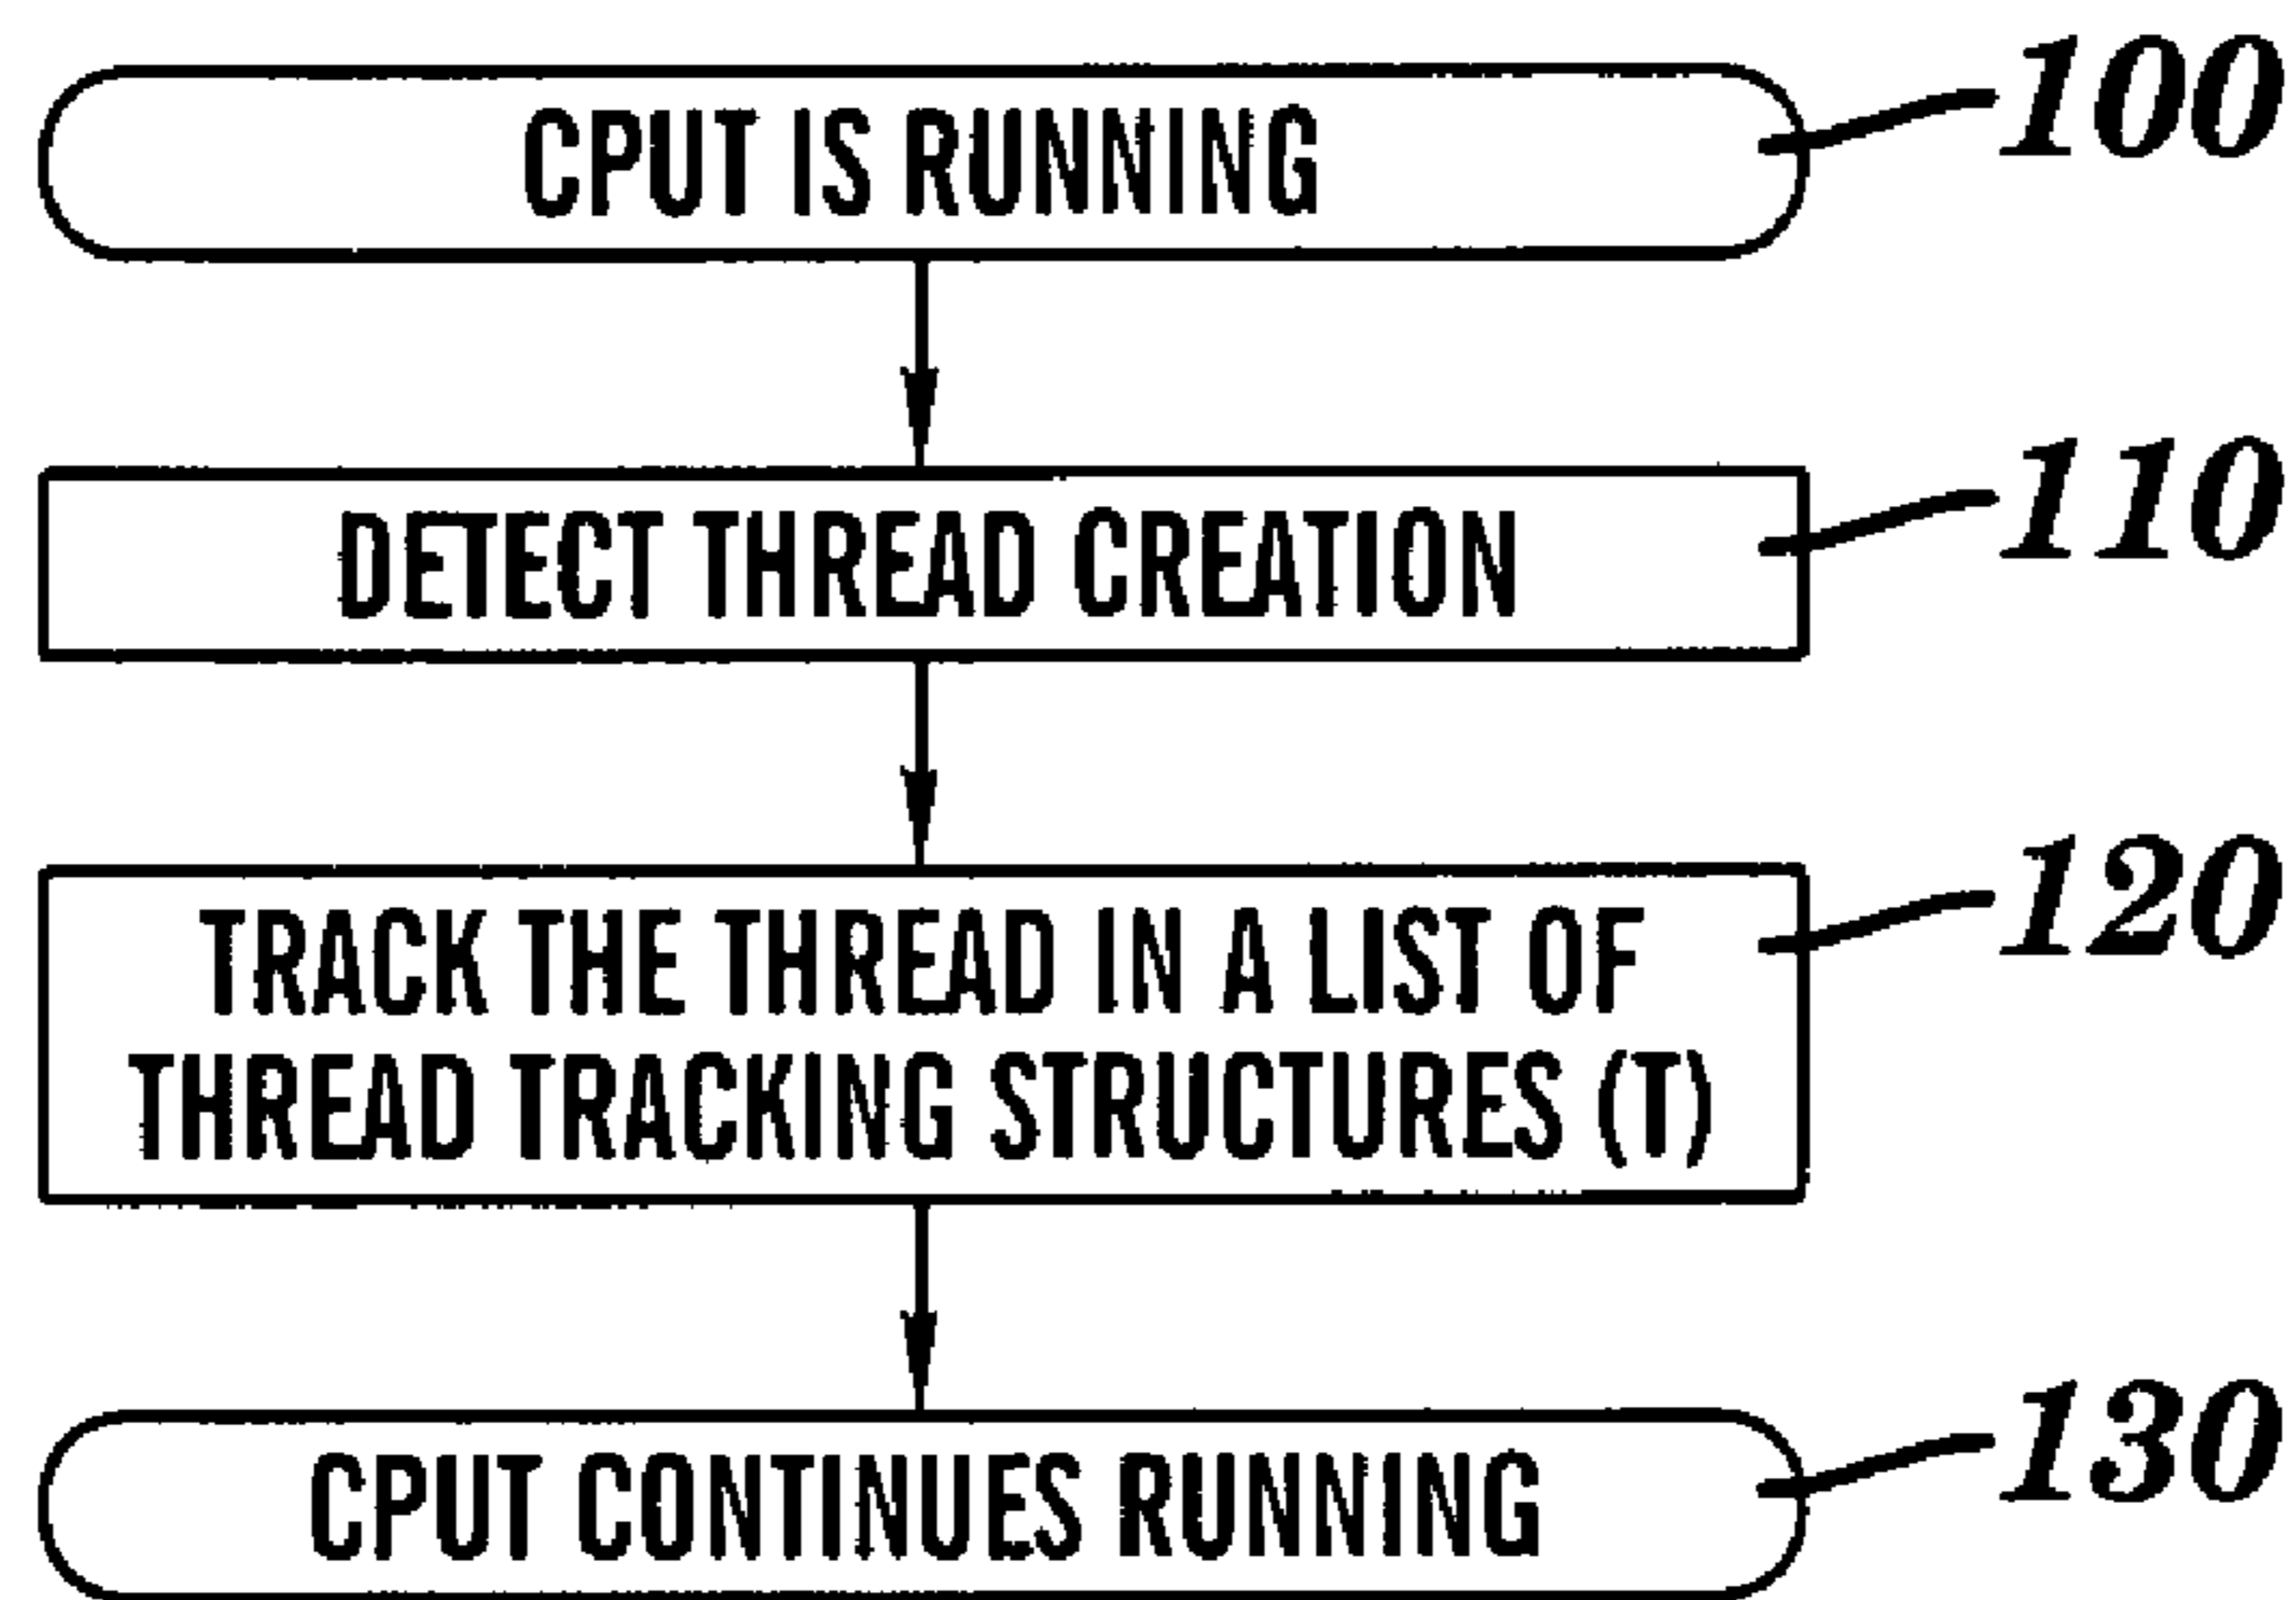 CPUT IS RUNNING
100
DETECT THREAD CREATION
110
TRACK THE THREAD IN A LIST OF
THREAD TRACKING STRUCTURES (T)
120
CPUT CONTINUES RUNNING
130